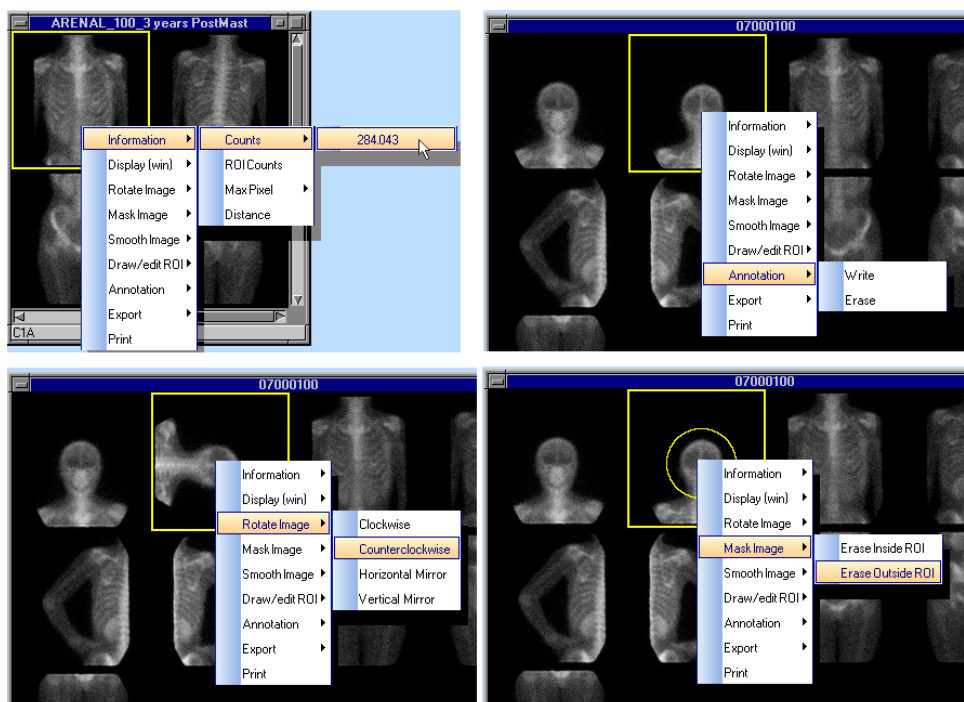 ARENAL_100_3 years PostMast
Information Counts 284.043
Display (win) ROI Counts
Rotate Image Max Pixel
Mask Image Distance
Smooth Image
Draw/edit ROI
Annotation
Export
Print
C1A
07000100
Information
Display (win)
Rotate Image
Mask Image
Smooth Image
Draw/edit ROI
Annotation Write
Export Erase
Print
07000100
Information
Display (win)
Rotate Image Clockwise
Mask Image Counterclockwise
Smooth Image Horizontal Mirror
Draw/edit ROI Vertical Mirror
Annotation
Export
Print
07000100
Information
Display (win)
Rotate Image
Mask Image Erase Inside ROI
Smooth Image Erase Outside ROI
Draw/edit ROI
Annotation
Export
Print